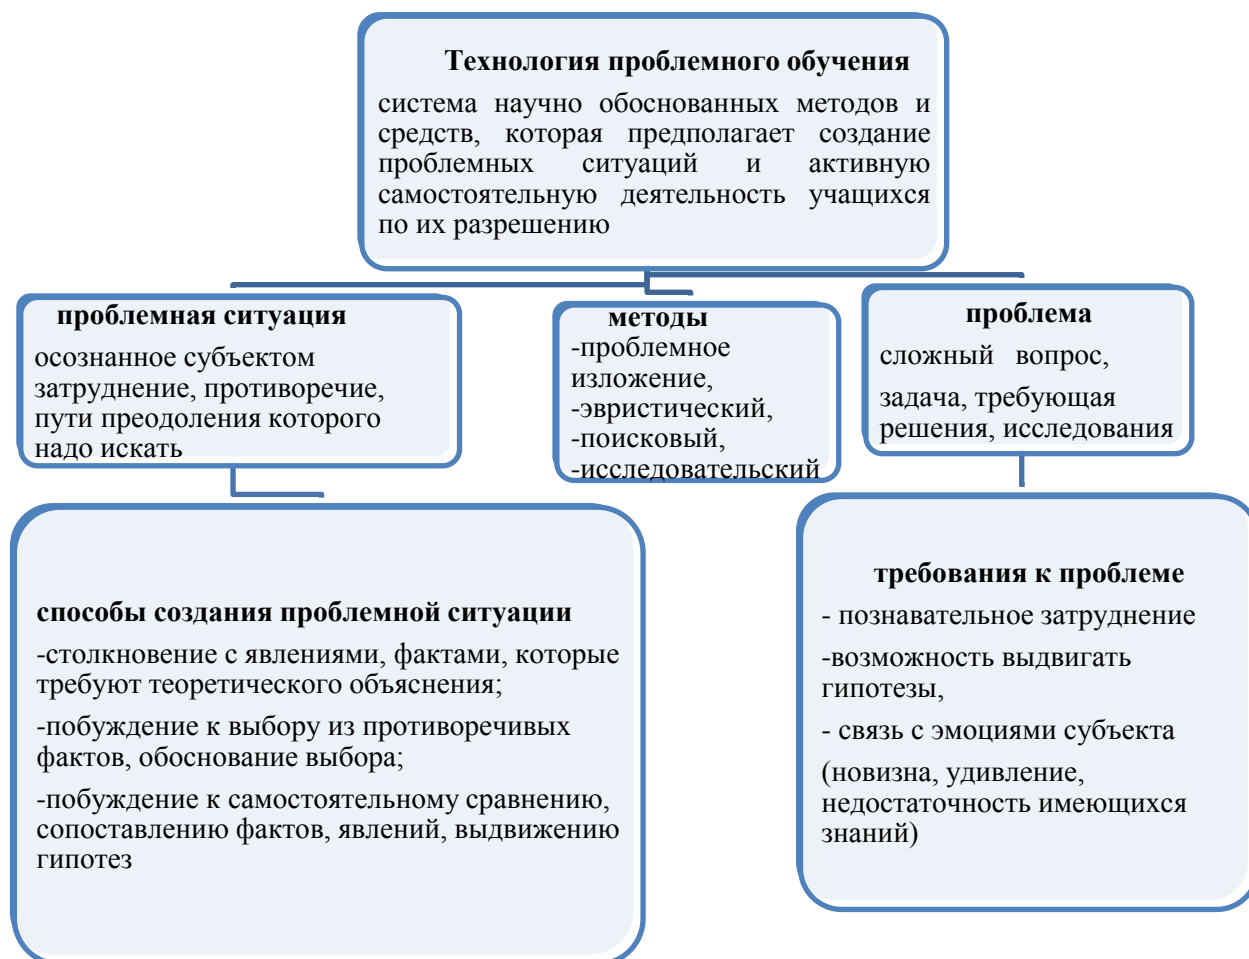 Технология проблемного обучения
система научно обоснованных методов и
средств, которая предполагает создание
проблемных ситуаций и активную
самостоятельную деятельность учащихся
по их разрешению
проблемная ситуация
осознанное субъектом
затруднение, противоречие,
пути преодоления которого
надо искать
методы
-проблемное
изложение,
-эвристический,
-поисковый,
-исследовательский
проблема
сложный вопрос,
задача, требующая
решения, исследования
способы создания проблемной ситуации
-столкновение с явлениями, фактами, которые
требуют теоретического объяснения;
-побуждение к выбору из противоречивых
фактов, обоснование выбора;
-побуждение к самостоятельному сравнению,
сопоставлению фактов, явлений, выдвижению
гипотез
требования к проблеме
- познавательное затруднение
-возможность выдвигать
гипотезы,
- связь с эмоциями субъекта
(новизна, удивление,
недостаточность имеющихся
знаний)